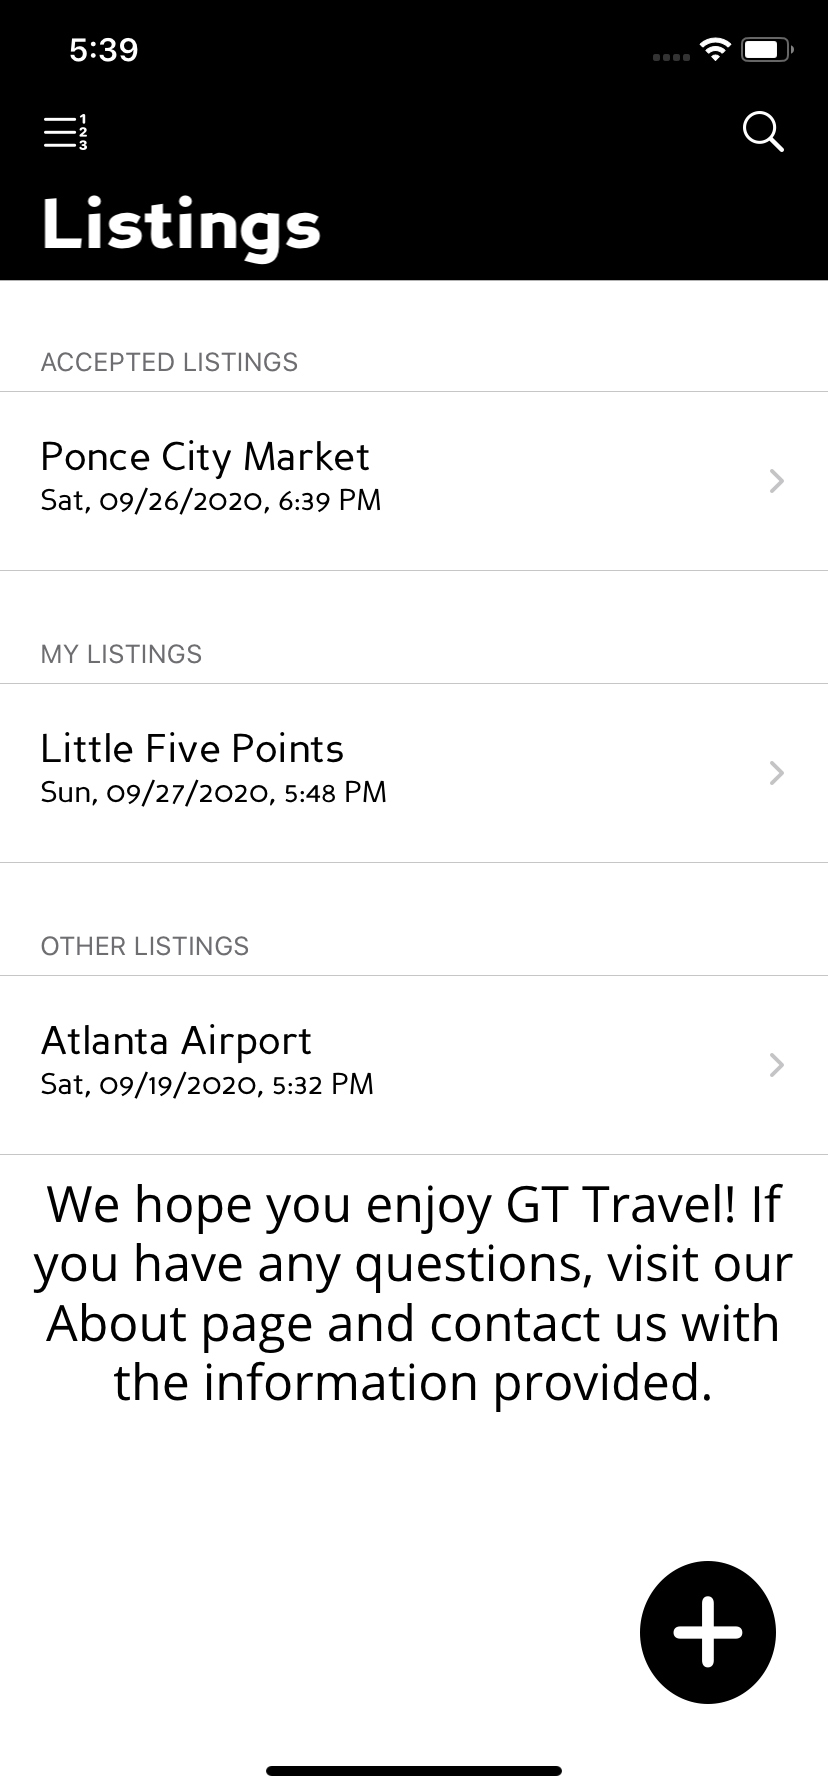 5:39
1
2
3
Listings
ACCEPTED LISTINGS
Ponce City Market
Sat, 09/26/2020, 6:39 PM
MY LISTINGS
Little Five Points
Sun, 09/27/2020, 5:48 PM
OTHER LISTINGS
Atlanta Airport
Sat, 09/19/2020, 5:32 PM
We hope you enjoy GT Travel! If
you have any questions, visit our
About page and contact us with
the information provided.